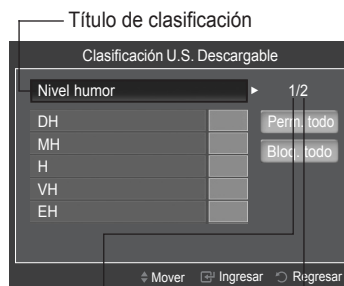 Título de clasificación
Clasificación U.S. Descargable
Nivel humor ► 1/2
DH
Perm. todo
MH
Bloq. todo
H
VH
EH
Mover Ingresar Regresar